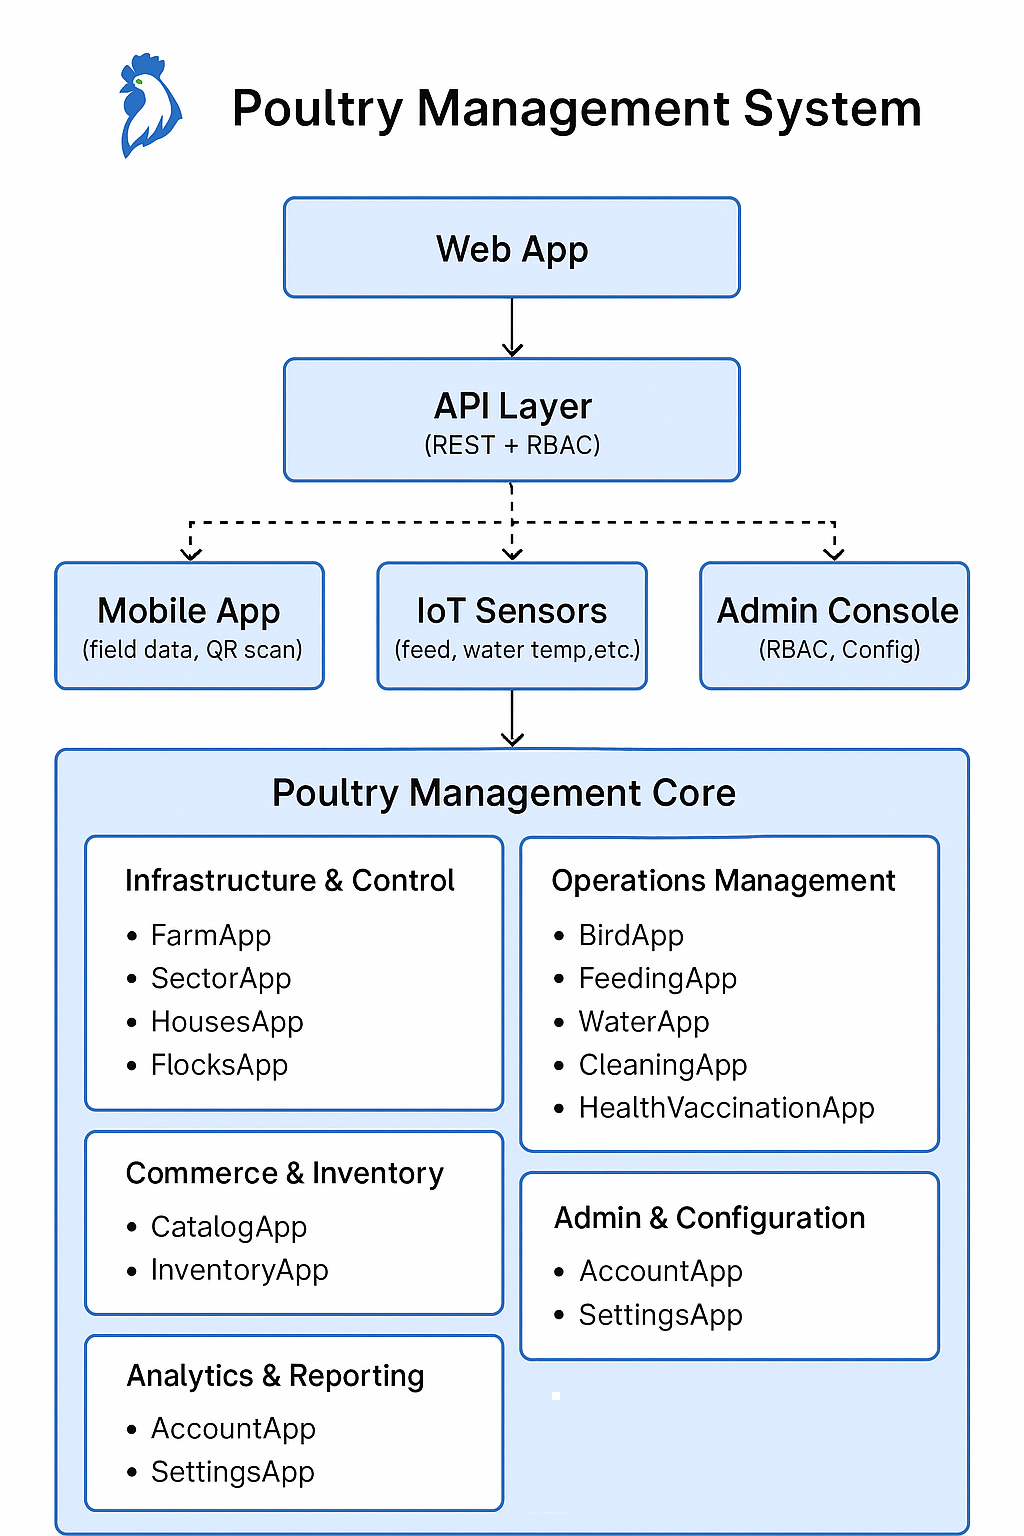 Poultry Management System
Web App
API Layer
(REST + RBAC)
Mobile App
(field data, QR scan)
IoT Sensors
(feed, water temp,etc.)
Admin Console
(RBAC, Config)
Poultry Management Core
Infrastructure & Control
• FarmApp
• SectorApp
• HousesApp
• FlocksApp
Operations Management
• BirdApp
• FeedingApp
• WaterApp
• CleaningApp
• HealthVaccinationApp
Commerce & Inventory
• CatalogApp
• InventoryApp
Admin & Configuration
• AccountApp
• SettingsApp
Analytics & Reporting
• AccountApp
• SettingsApp